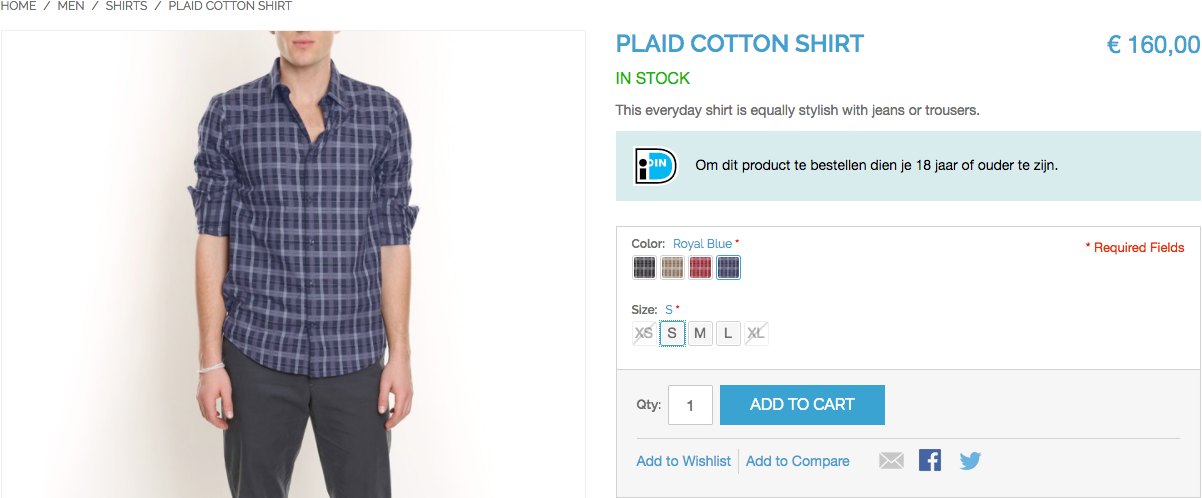 HOME / MEN / SHIRTS / PLAID COTTON SHIRT
PLAID COTTON SHIRT
€ 160,00
IN STOCK
This everyday shirt is equally stylish with jeans or trousers.
iDIN
Om dit product te bestellen dien je 18 jaar of ouder te zijn.
Color: Royal Blue *
* Required Fields
Size: S *
XS S M L XL
Qty: 1 ADD TO CART
Add to Wishlist Add to Compare